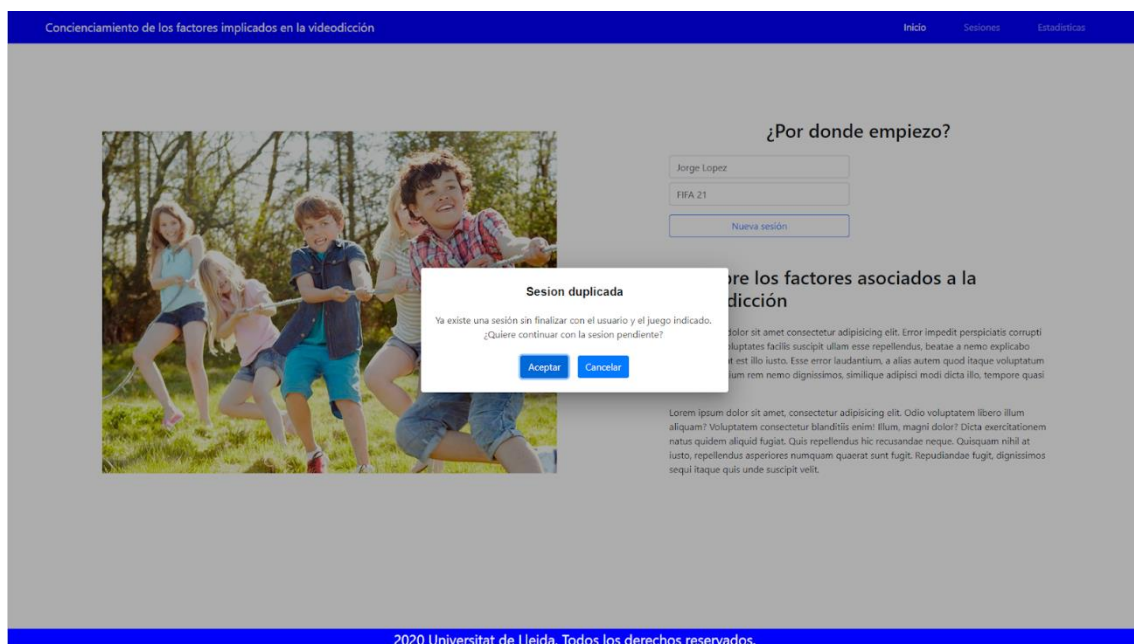 Concienciamiento de los factores implicados en la videodicción
Inicio
Sesiones
Estadísticas
¿Por donde empiezo?
Jorge Lopez
FIFA 21
Nueva sesión
los factores asociados a la
dicción
dolor sit amet consectetur adipisicing elit. Error impedit perspiciatis corrupti
facilis suscipit ullam esse repellendus, beatae a nemo explicabo
est illo iusto. Esse error laudantium, a alias autem quod itaque voluptatum
rem nemo dignissimos, similique adipisci modi dicta illo, tempore quasi
Lorem ipsum dolor sit amet, consectetur adipisicing elit. Odio voluptatem libero illum
aliquam? Voluptatem consectetur blanditiis enim! Illum, magni dolor? Dicta exercitationem
natus quidem aliquid fugiat. Quis repellendus hic recusandae neque. Quisquam nihil at
iusto, repellendus asperiores numquam quaerat sunt fugit. Repudiandae fugit, dignissimos
sequi itaque quis unde suscipit velit.
Sesion duplicada
Ya existe una sesión sin finalizar con el usuario y el juego indicado.
¿Quiere continuar con la sesion pendiente?
Aceptar
Cancelar
2020 Universitat de Lleida. Todos los derechos reservados.